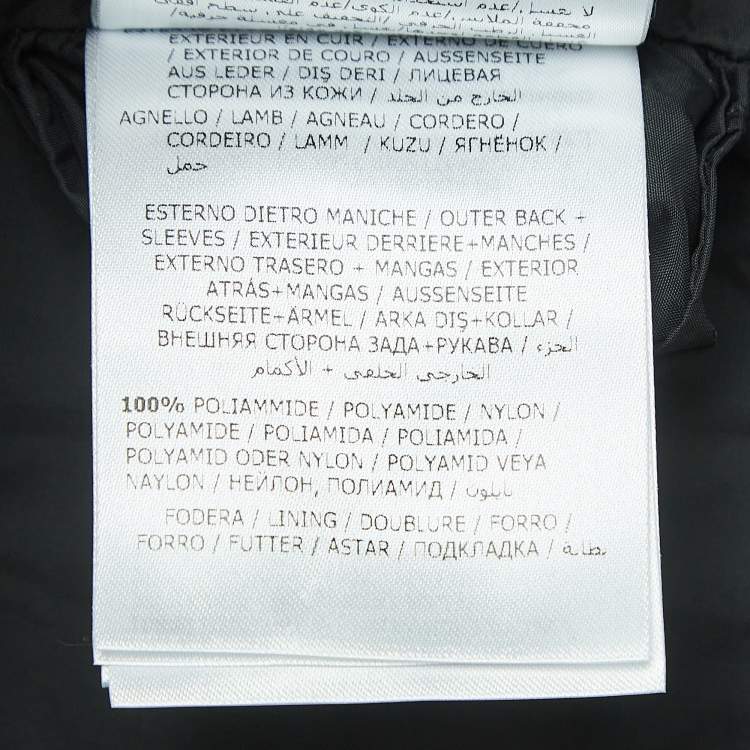 محففة الملابس
EXTÉRIEUR EN CUIR / EXTERNO DE CUERO
/ EXTERIOR DE COURO / AUSSENSEITE
AUS LEDER / DIŞ DERI / ЛИЦЕВАЯ
СТОРОНА ИЗ КОЖИ / الخارج من الجلد
AGNELLO / LAMB / AGNEAU / CORDERO /
CORDEIRO / LAMM / KUZU / ЯГНЁНОК /
حمل
ESTERNO DIETRO MANICHE / OUTER BACK +
SLEEVES / EXTERIEUR DERRIERE+MANCHES /
EXTERNO TRASERO + MANGAS / EXTERIOR
ATRÁS+MANGAS / AUSSENSEITE
RÜCKSEITE+ÄRMEL / ARKA DIŞ+KOLLAR /
ВНЕШНЯЯ СТОРОНА ЗАДА+РУКАВА / الجزء
الخارجي الخلفي + الأكمام
100% POLIAMMIDE / POLYAMIDE / NYLON /
POLYAMIDE / POLIAMIDA / POLIAMIDA /
POLYAMID ODER NYLON / POLYAMID VEYA
NAYLON / НЕЙЛОН, ПОЛИАМИД / نايلون
FODERA / LINING / DOUBLURE / FORRO /
FORRO / FUTTER / ASTAR / ПОДКЛАДКА / بطانة